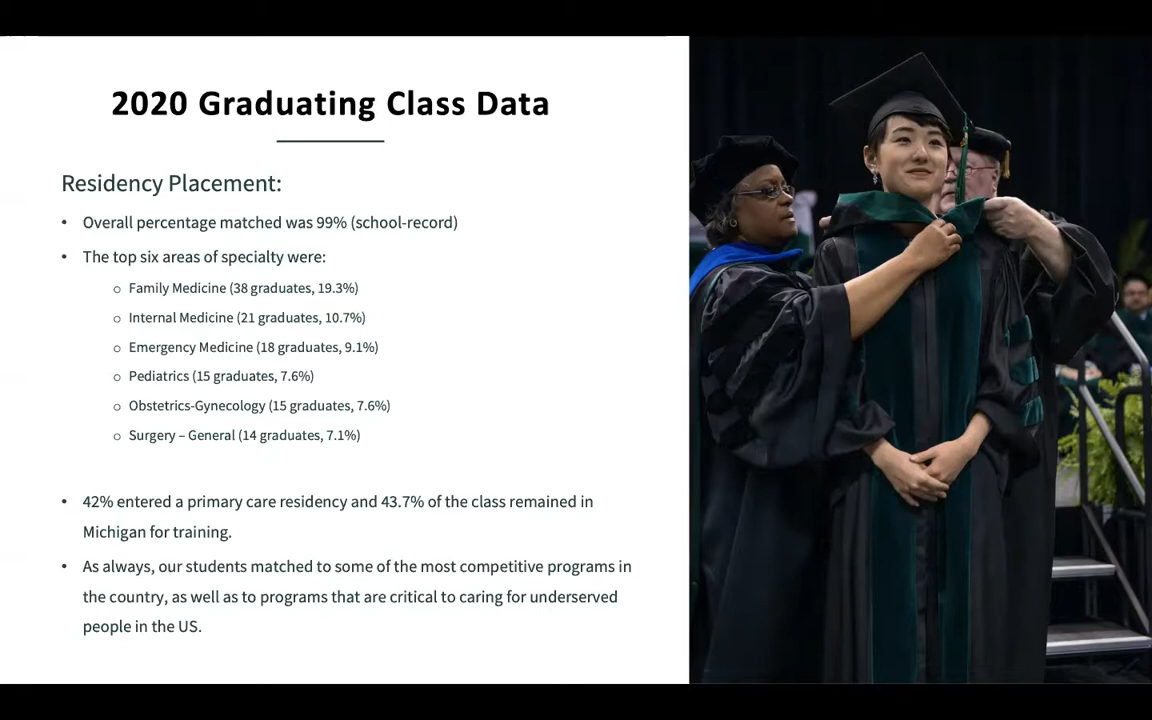 2020 Graduating Class Data
Residency Placement:
• Overall percentage matched was 99% (school-record)
• The top six areas of specialty were:
○ Family Medicine (38 graduates, 19.3%)
○ Internal Medicine (21 graduates, 10.7%)
○ Emergency Medicine (18 graduates, 9.1%)
○ Pediatrics (15 graduates, 7.6%)
○ Obstetrics-Gynecology (15 graduates, 7.6%)
○ Surgery – General (14 graduates, 7.1%)
• 42% entered a primary care residency and 43.7% of the class remained in
Michigan for training.
• As always, our students matched to some of the most competitive programs in
the country, as well as to programs that are critical to caring for underserved
people in the US.